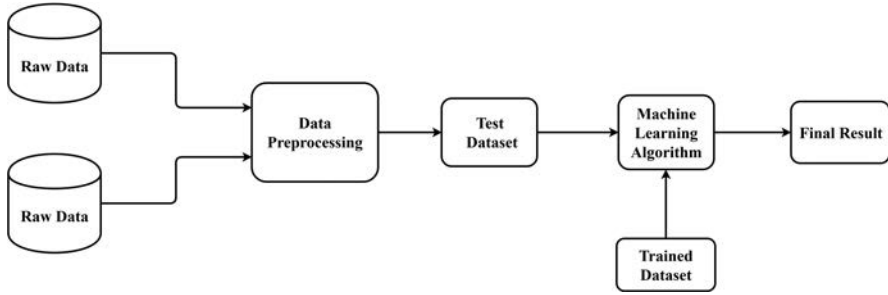 Raw Data
Raw Data
Data
Preprocessing
Test
Dataset
Machine
Learning
Algorithm
Final Result
Trained
Dataset